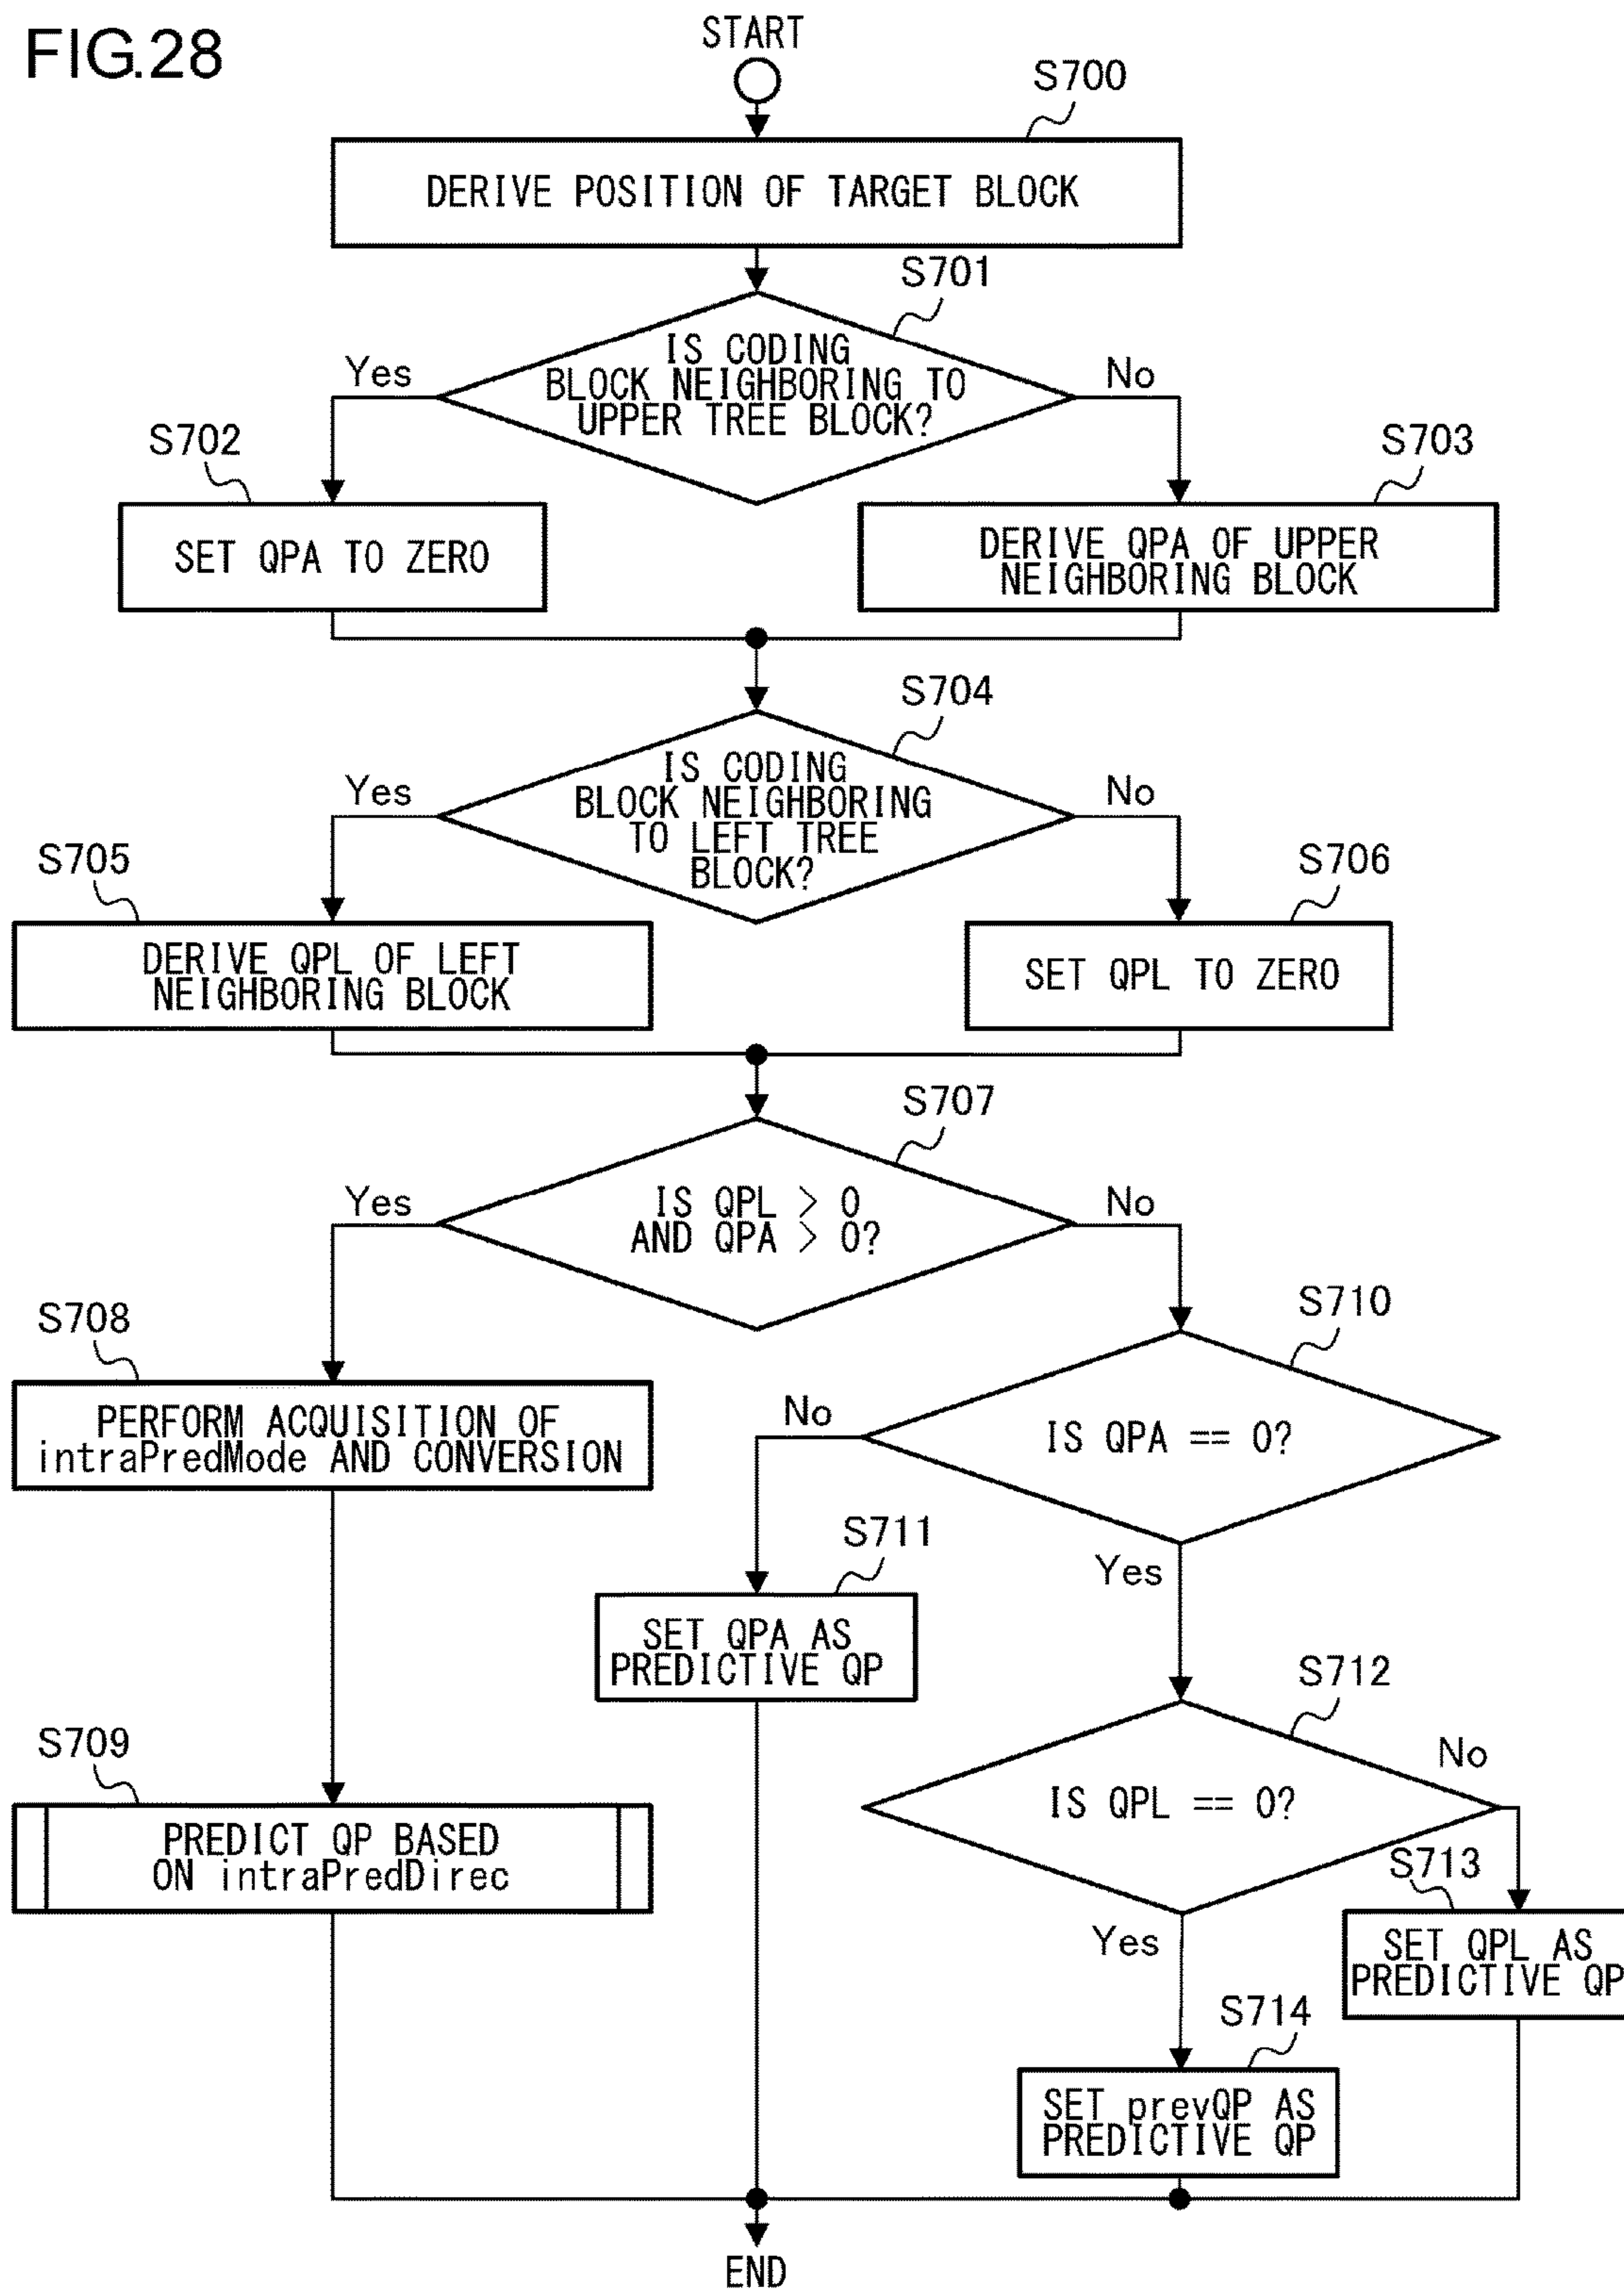 FIG.28
START
S700
DERIVE POSITION OF TARGET BLOCK
S701
IS CODING
BLOCK NEIGHBORING TO
UPPER TREE BLOCK?
Yes
No
S702
SET QPA TO ZERO
S703
DERIVE QPA OF UPPER
NEIGHBORING BLOCK
S704
IS CODING
BLOCK NEIGHBORING
TO LEFT TREE
BLOCK?
Yes
No
S705
DERIVE QPL OF LEFT
NEIGHBORING BLOCK
S706
SET QPL TO ZERO
S707
IS QPL > 0
AND QPA > 0?
Yes
No
S708
PERFORM ACQUISITION OF
intraPredMode AND CONVERSION
S710
IS QPA == 0?
No
Yes
S711
SET QPA AS
PREDICTIVE QP
S709
PREDICT QP BASED
ON intraPredDirec
S712
IS QPL == 0?
No
Yes
S713
SET QPL AS
PREDICTIVE QP
S714
SET prevQP AS
PREDICTIVE QP
END